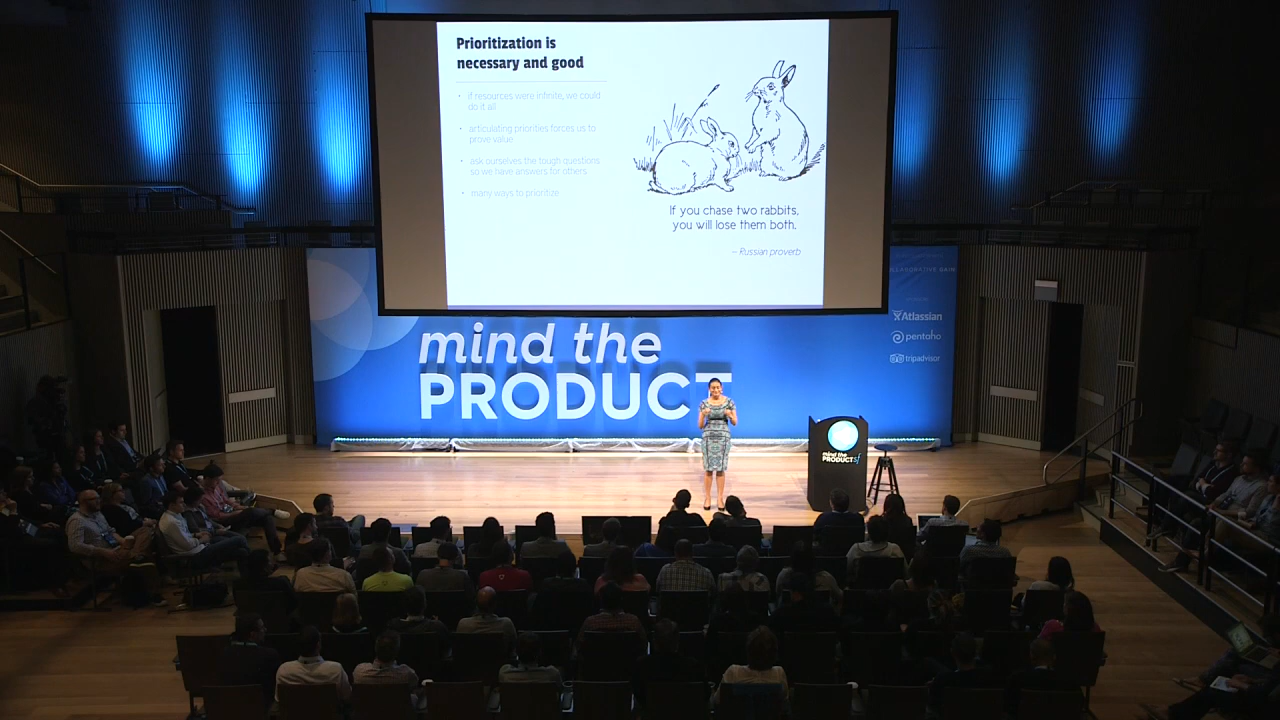 Prioritization is
necessary and good
• if resources were infinite, we could
do it all
• articulating priorities forces us to
prove value
• ask ourselves the tough questions
so we have answers for others
• many ways to prioritize
If you chase two rabbits,
you will lose them both.
– Russian proverb
mind the
PRODUCT
Atlassian
pentaho
tripadvisor
mind the
PRODUCTsf